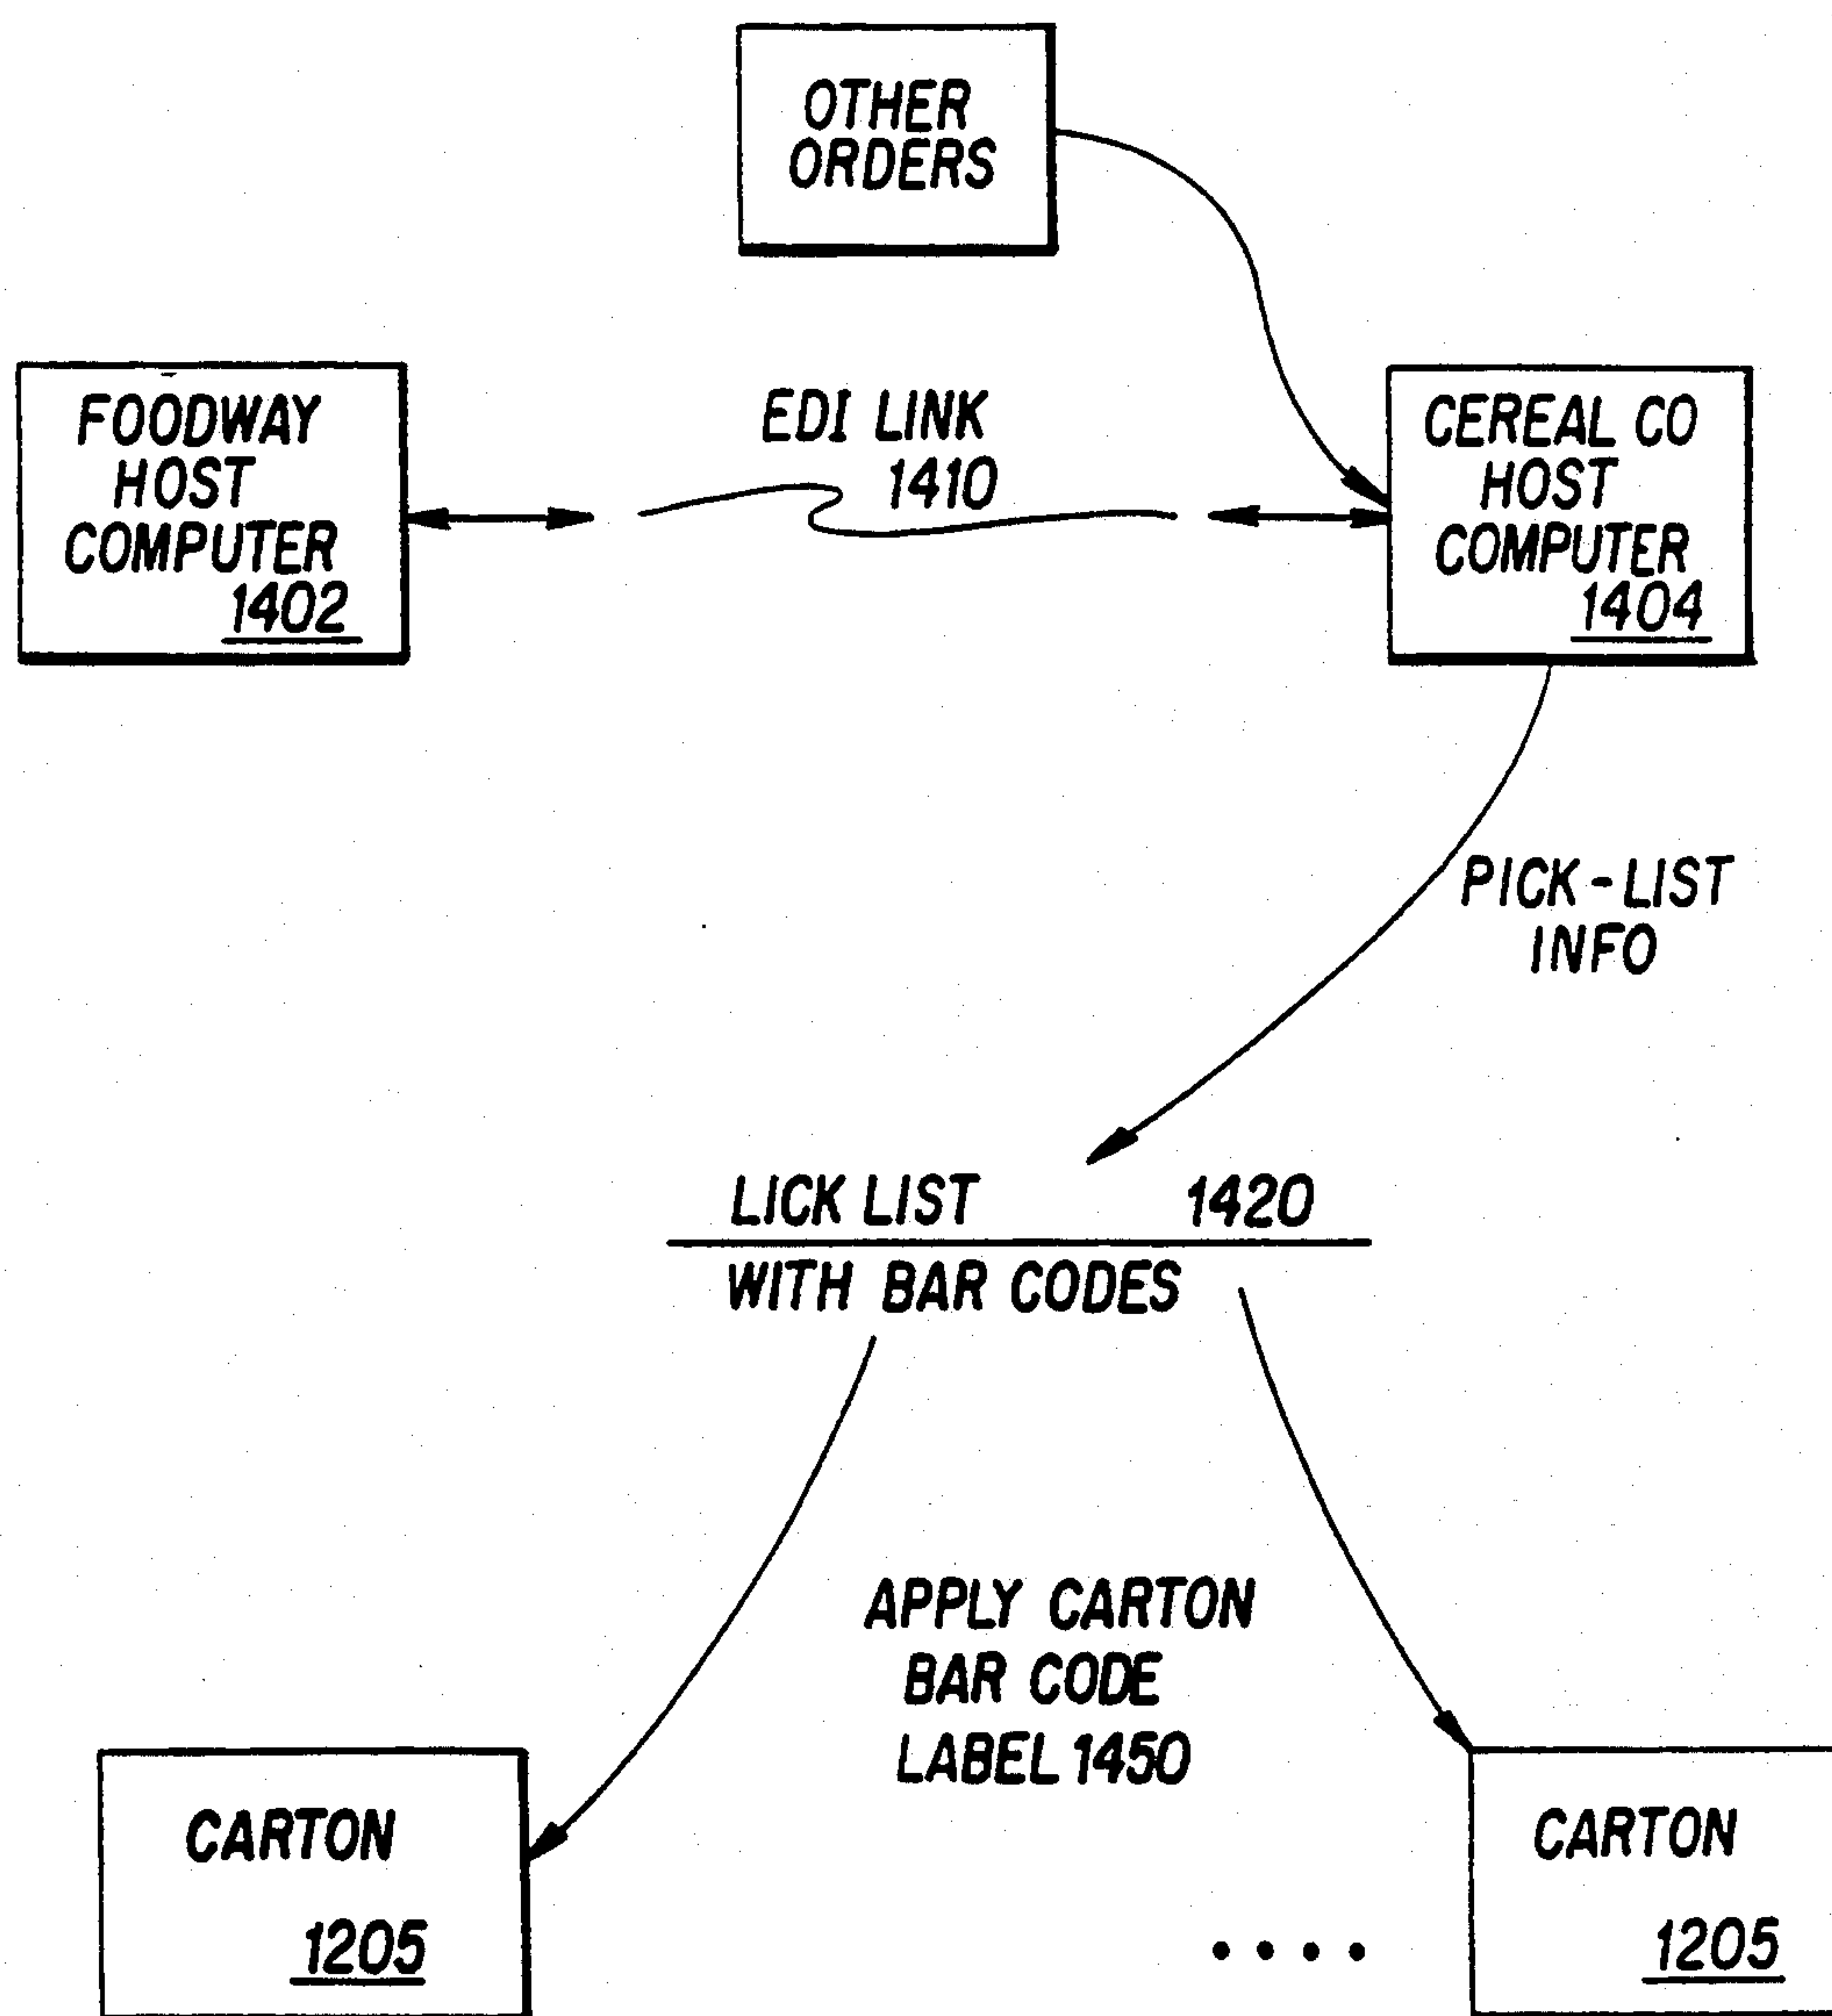 OTHER
ORDERS
FOODWAY
HOST
COMPUTER
1402
EDI LINK
1410
CEREAL CO
HOST
COMPUTER
1404
PICK-LIST
INFO
LICK LIST 1420
WITH BAR CODES
APPLY CARTON
BAR CODE
LABEL 1450
CARTON
1205
....
CARTON
1205